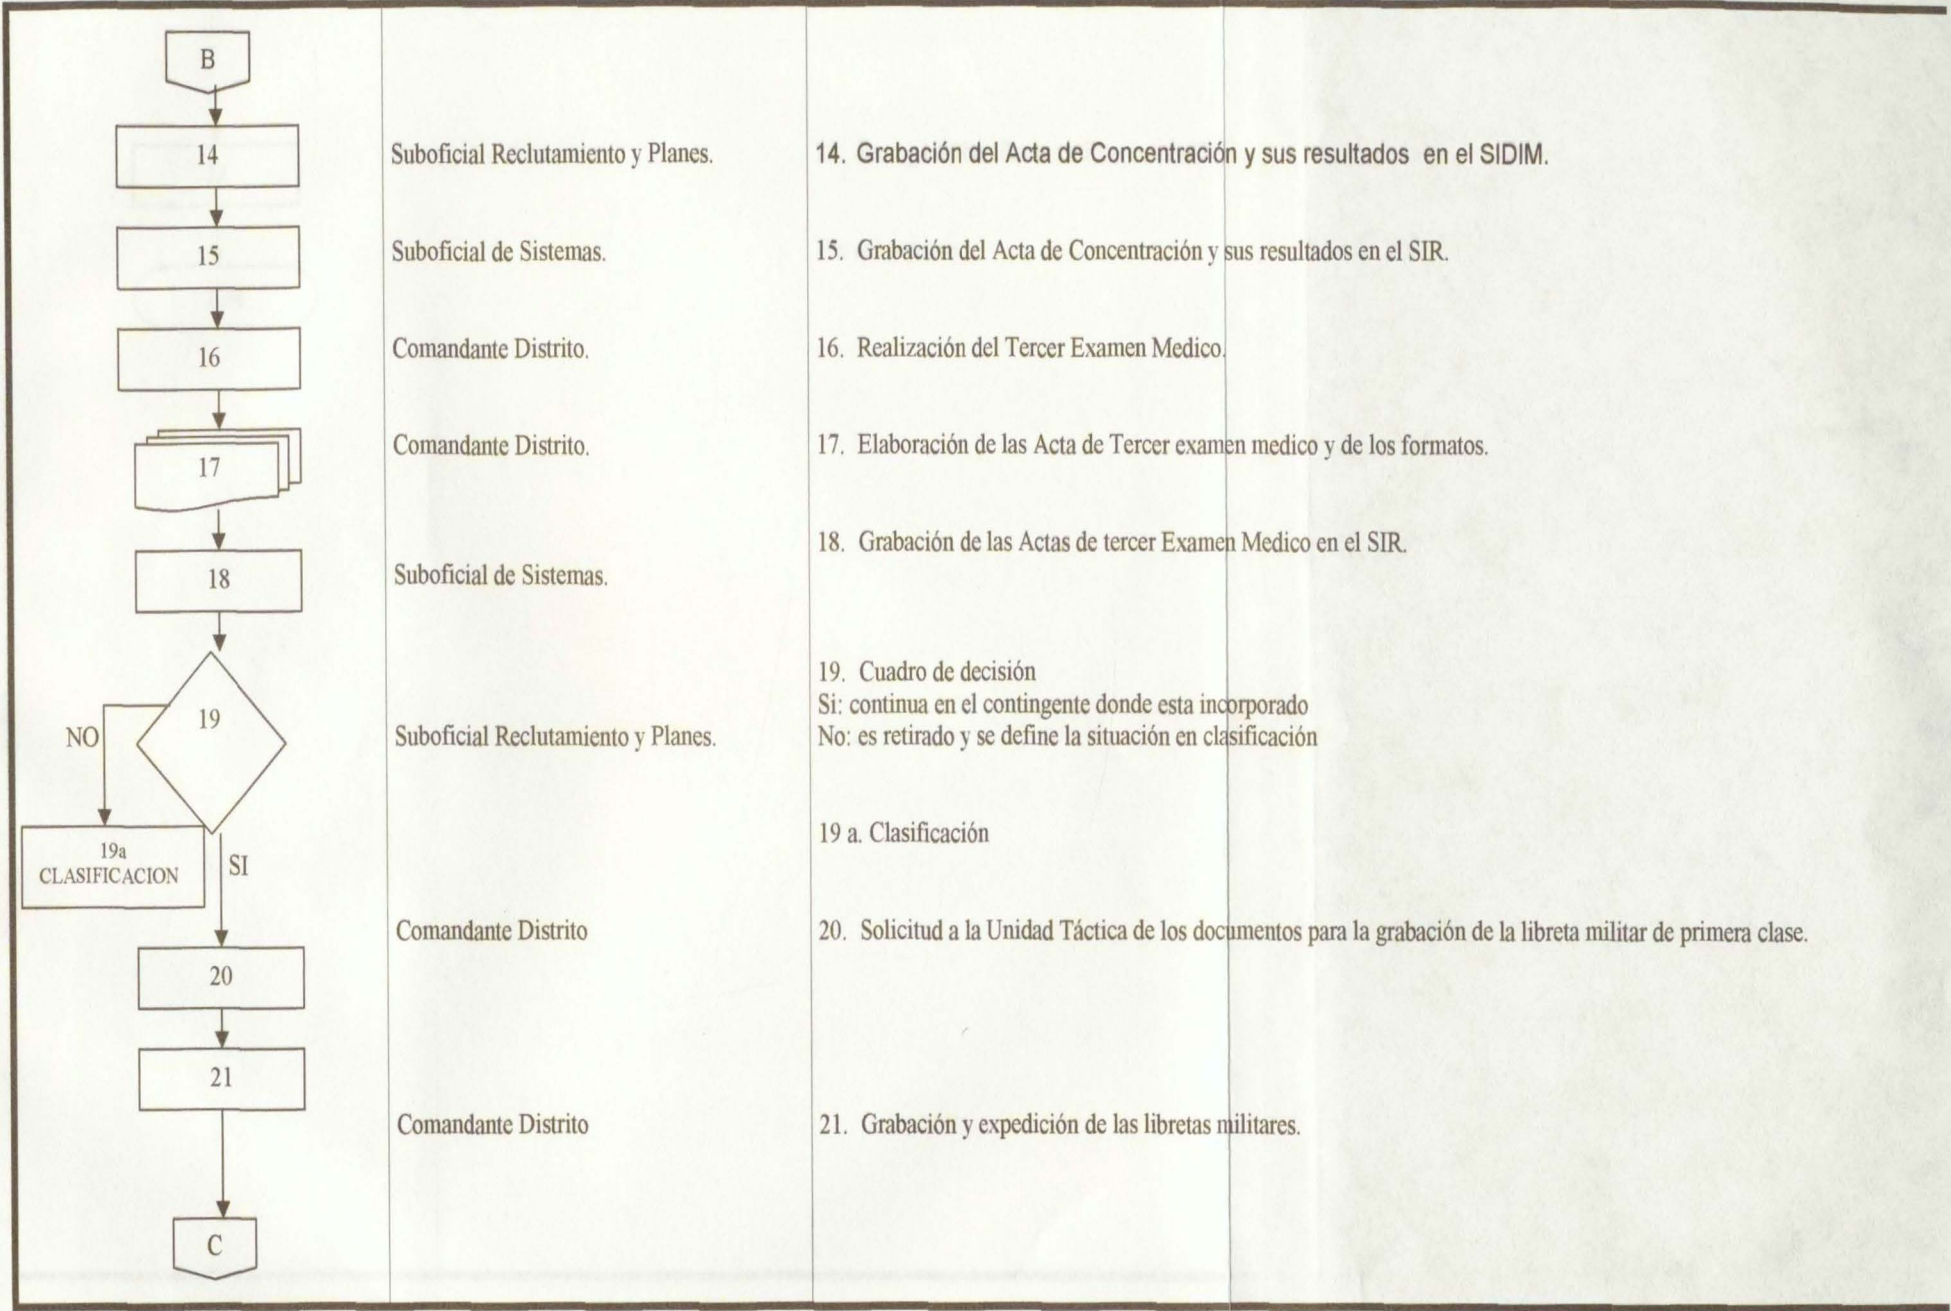 B
14
Suboficial Reclutamiento y Planes.
14. Grabación del Acta de Concentración y sus resultados en el SIDIM.
15
Suboficial de Sistemas.
15. Grabación del Acta de Concentración y sus resultados en el SIR.
16
Comandante Distrito.
16. Realización del Tercer Examen Medico.
17
Comandante Distrito.
17. Elaboración de las Acta de Tercer examen medico y de los formatos.
18
Suboficial de Sistemas.
18. Grabación de las Actas de tercer Examen Medico en el SIR.
19
NO
Suboficial Reclutamiento y Planes.
19. Cuadro de decisión
Si: continua en el contingente donde esta incorporado
No: es retirado y se define la situación en clasificación
19a
CLASIFICACION
SI
19 a. Clasificación
20
Comandante Distrito
20. Solicitud a la Unidad Táctica de los documentos para la grabación de la libreta militar de primera clase.
21
Comandante Distrito
21. Grabación y expedición de las libretas militares.
C